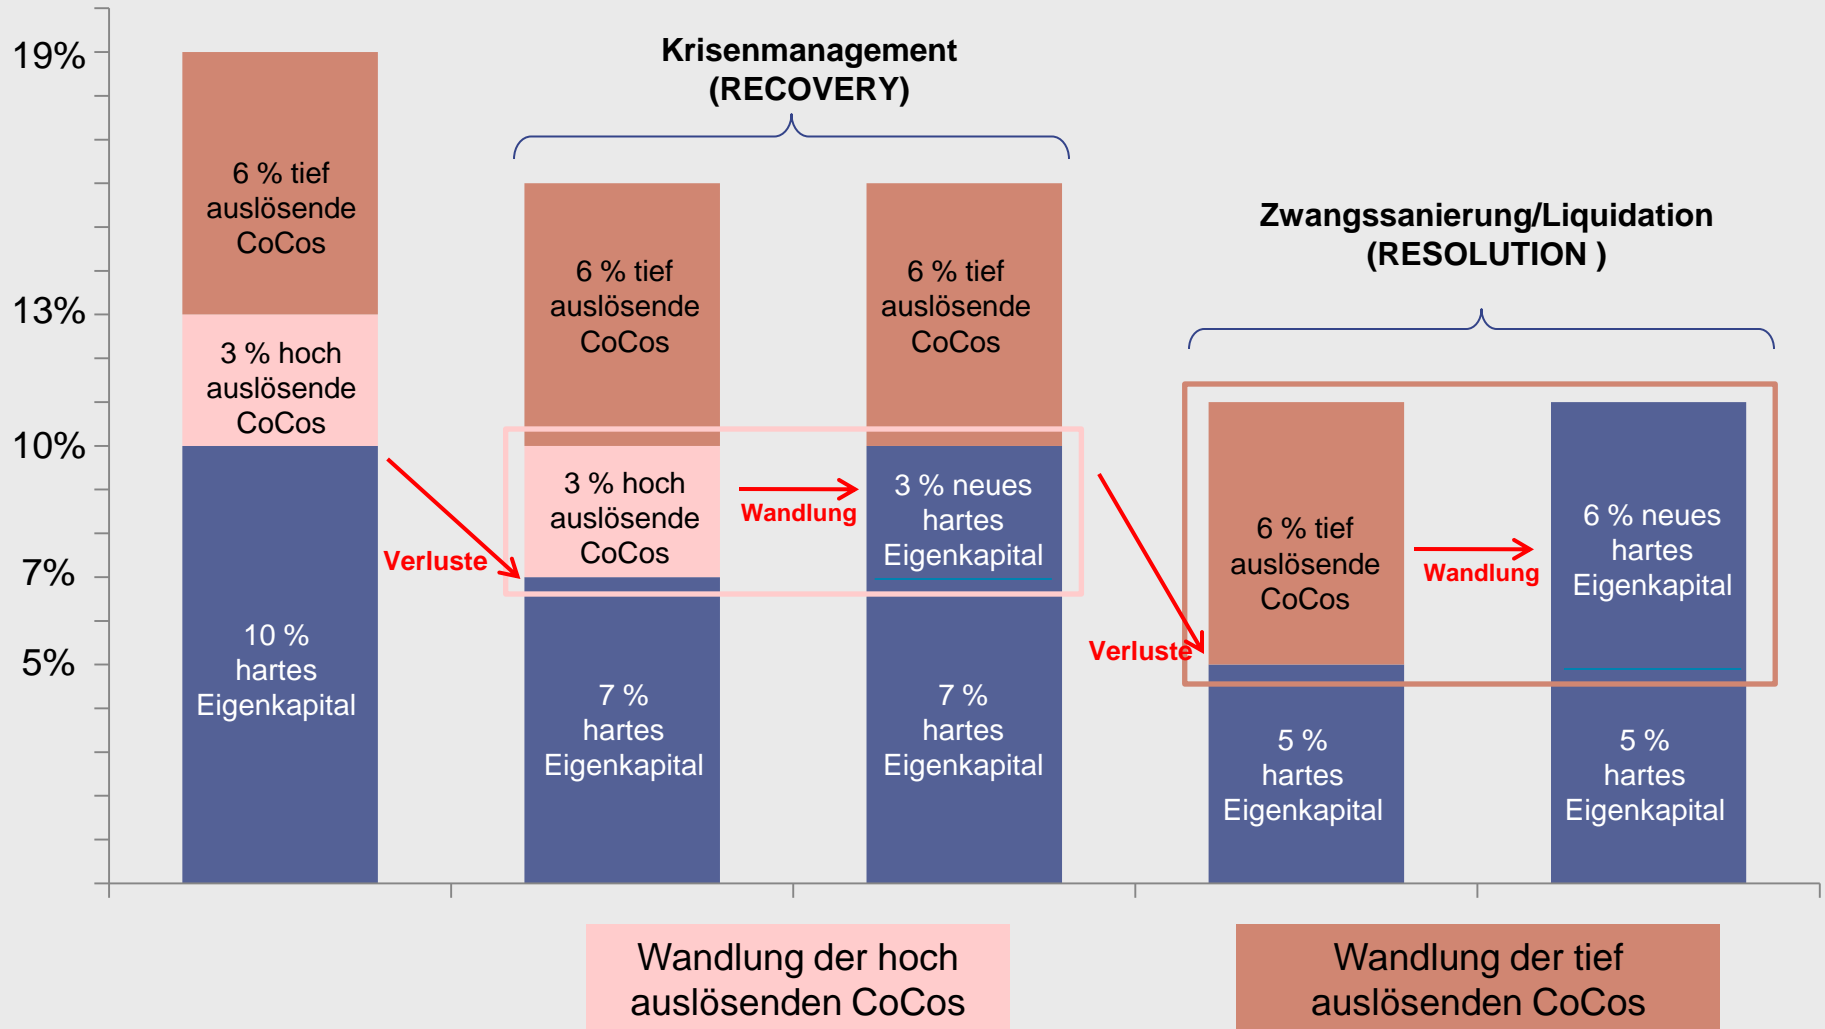 19%
13%
10%
7%
5%
Krisenmanagement
(RECOVERY)
Zwangssanierung/Liquidation
(RESOLUTION )
6 % tief
auslösende
CoCos
3 % hoch
auslösende
CoCos
10 %
hartes
Eigenkapital
Verluste
6 % tief
auslösende
CoCos
3 % hoch
auslösende
CoCos
7 %
hartes
Eigenkapital
Wandlung
6 % tief
auslösende
CoCos
3 % neues
hartes
Eigenkapital
7 %
hartes
Eigenkapital
Verluste
6 % tief
auslösende
CoCos
5 %
hartes
Eigenkapital
Wandlung
6 % neues
hartes
Eigenkapital
5 %
hartes
Eigenkapital
Wandlung der hoch
auslösenden CoCos
Wandlung der tief
auslösenden CoCos